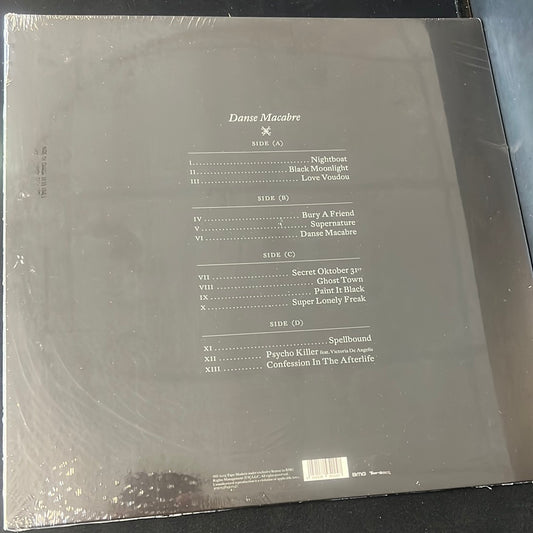 Danse Macabre
SIDE (A)
I. Nightboat
II. Black Moonlight
III. Love Voudou
SIDE (B)
IV Bury A Friend
V Supernature
VI Danse Macabre
SIDE (C)
VII Secret Oktober 31ST
VIII Ghost Town
IX Paint It Black
X Super Lonely Freak
SIDE (D)
XI Spellbound
XII Psycho Killer feat. Victoria De Angelis
XIII Confession In The Afterlife
BMG